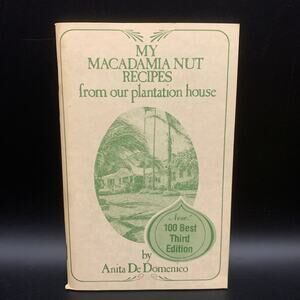 MY
MACADAMIA NUT
RECIPES
from our plantation house
New!
100 Best
Third
Edition
by
Anita De Domenico